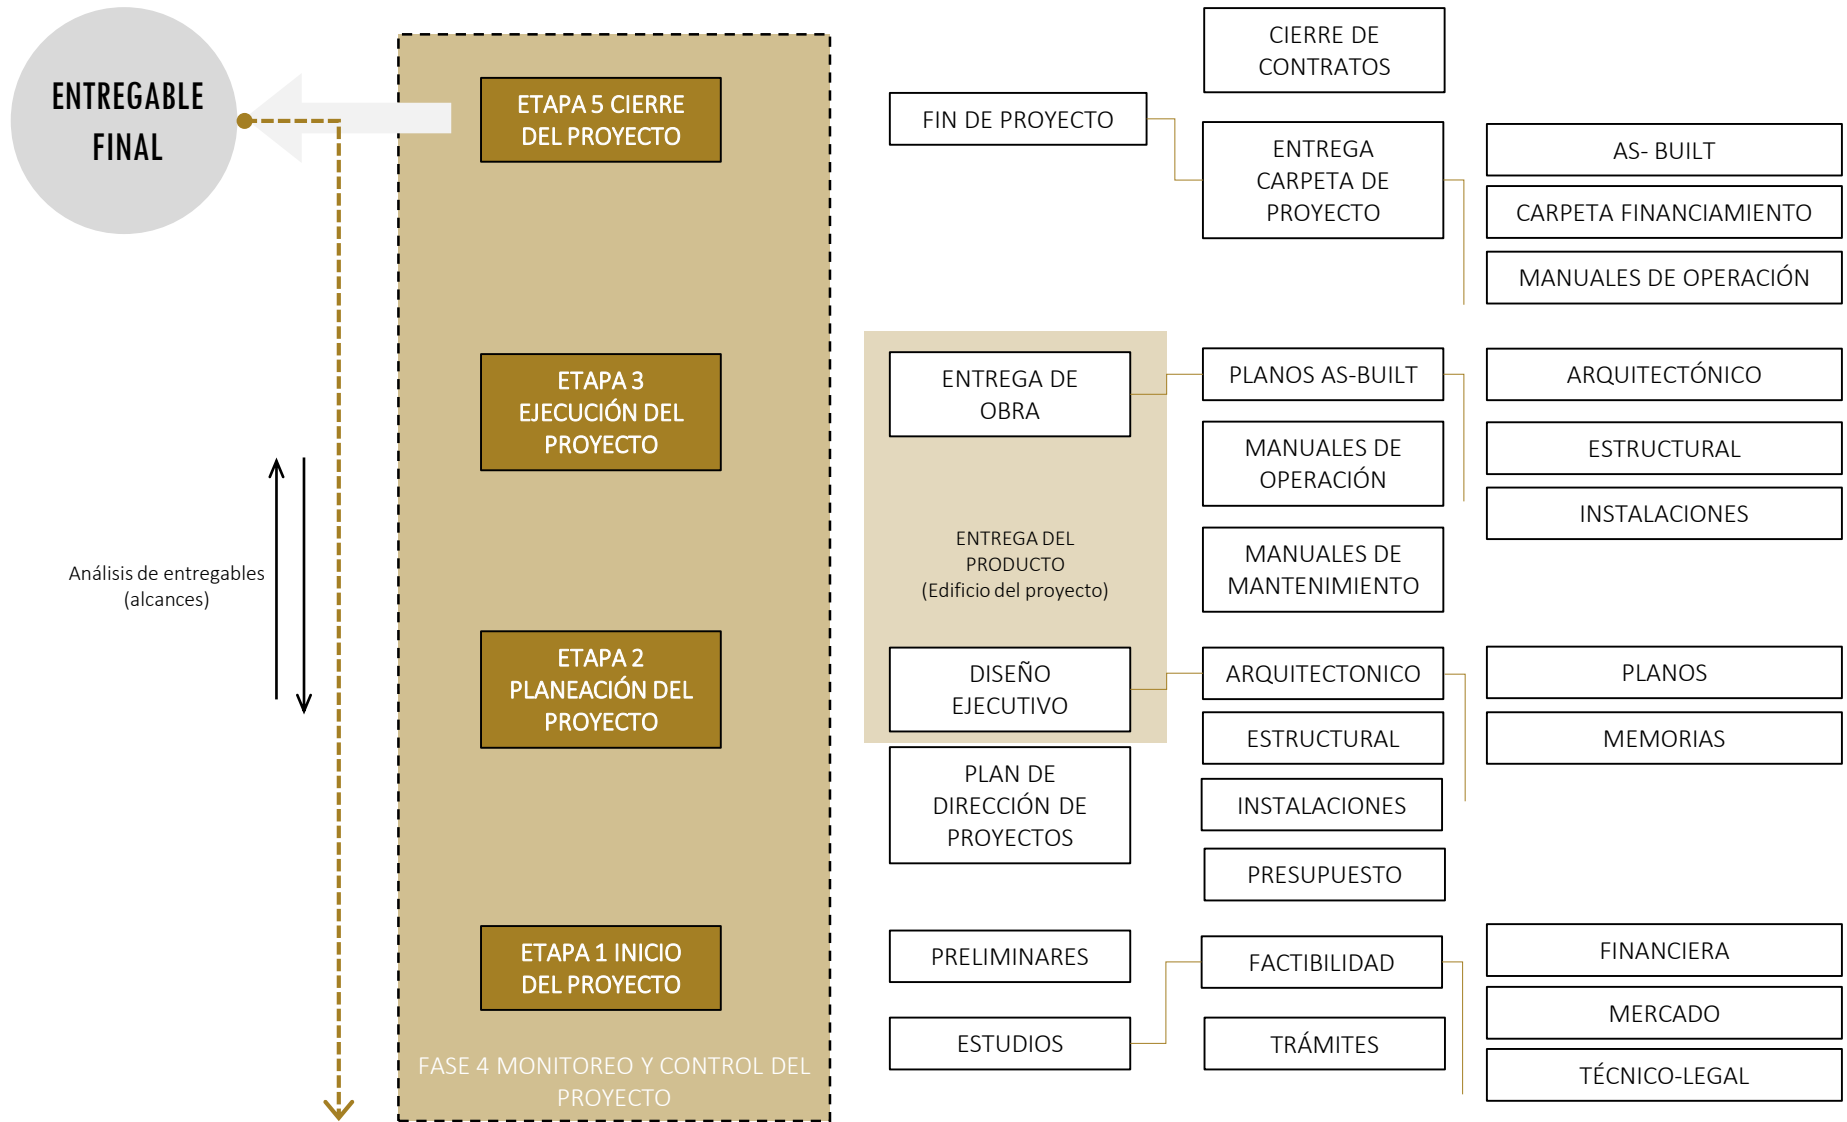 ENTREGABLE
FINAL
ETAPA 5 CIERRE
DEL PROYECTO
FIN DE PROYECTO
CIERRE DE
CONTRATOS
ENTREGA
CARPETA DE
PROYECTO
AS- BUILT
CARPETA FINANCIAMIENTO
MANUALES DE OPERACIÓN
ETAPA 3
EJECUCIÓN DEL
PROYECTO
ENTREGA DE
OBRA
PLANOS AS-BUILT
MANUALES DE
OPERACIÓN
MANUALES DE
MANTENIMIENTO
ARQUITECTÓNICO
ESTRUCTURAL
INSTALACIONES
ENTREGA DEL
PRODUCTO
(Edificio del proyecto)
Análisis de entregables
(alcances)
ETAPA 2
PLANEACIÓN DEL
PROYECTO
DISEÑO
EJECUTIVO
PLAN DE
DIRECCIÓN DE
PROYECTOS
ARQUITECTONICO
ESTRUCTURAL
INSTALACIONES
PRESUPUESTO
PLANOS
MEMORIAS
ETAPA 1 INICIO
DEL PROYECTO
PRELIMINARES
ESTUDIOS
FACTIBILIDAD
TRÁMITES
FINANCIERA
MERCADO
TÉCNICO-LEGAL
FASE 4 MONITOREO Y CONTROL DEL
PROYECTO